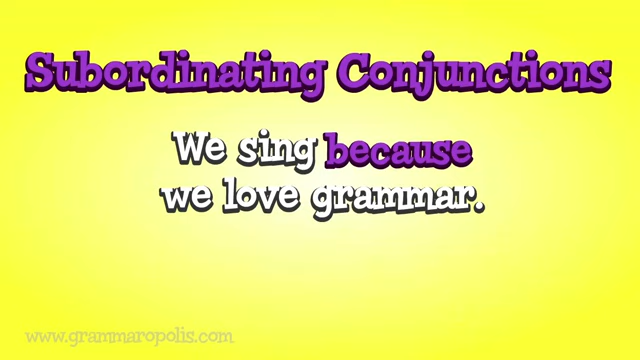 Subordinating Conjunctions
We sing because
we love grammar.
www.grammaropolis.com